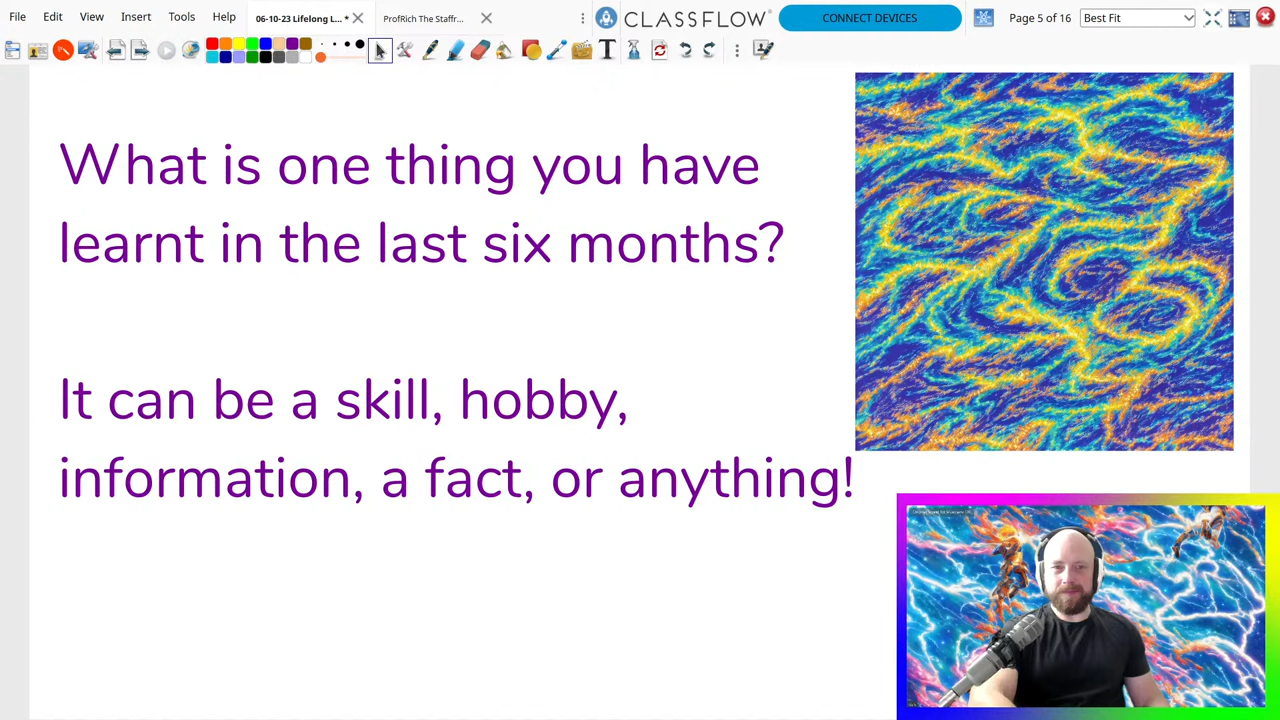 File Edit View Insert Tools Help
06-10-23 Lifelong L... *
ProfRich The Staffr...
CLASSFLOW
CONNECT DEVICES
Page 5 of 16
Best Fit
What is one thing you have
learnt in the last six months?
It can be a skill, hobby,
information, a fact, or anything!